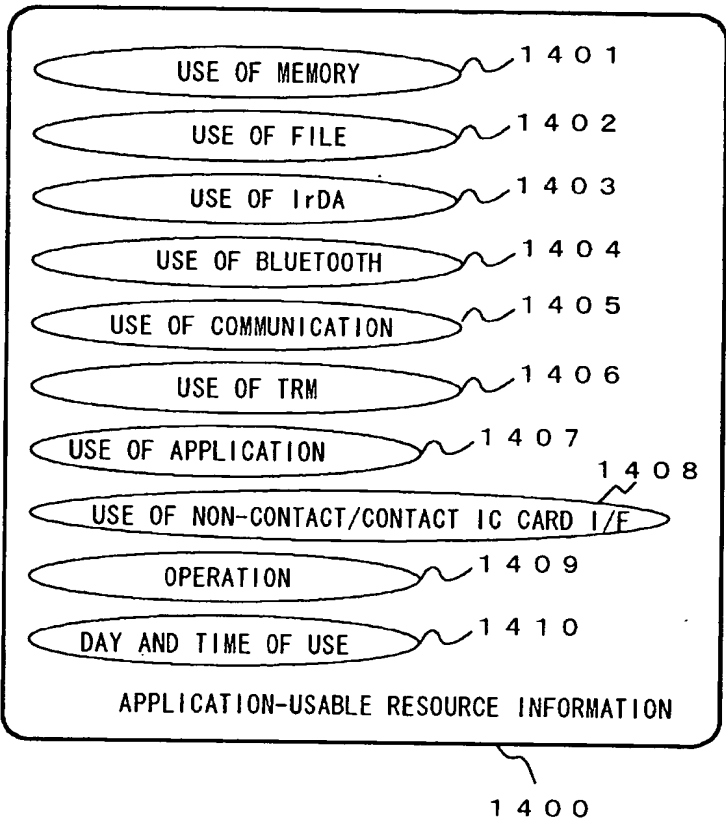 USE OF MEMORY 1401
USE OF FILE 1402
USE OF IrDA 1403
USE OF BLUETOOTH 1404
USE OF COMMUNICATION 1405
USE OF TRM 1406
USE OF APPLICATION 1407
1408
USE OF NON-CONTACT/CONTACT IC CARD I/F
OPERATION 1409
DAY AND TIME OF USE 1410
APPLICATION-USABLE RESOURCE INFORMATION
1400